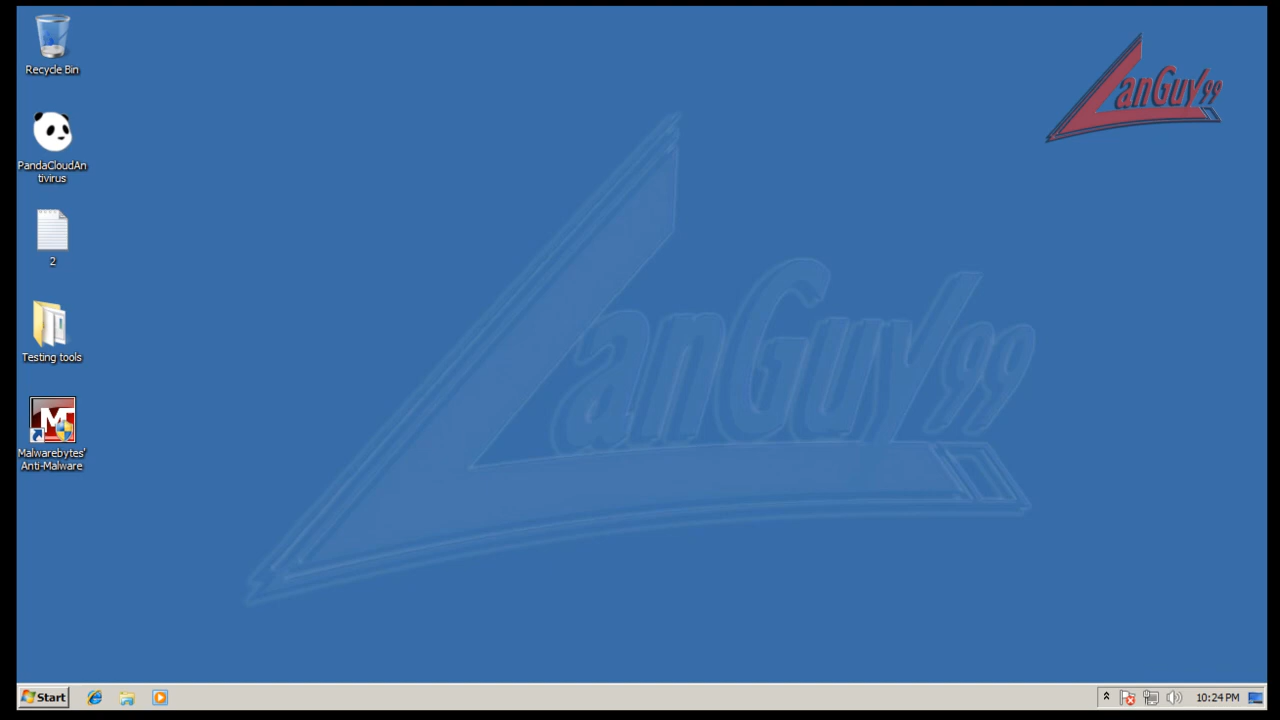 Recycle Bin
PandaCloudAn
tivirus
2
Testing tools
Malwarebytes'
Anti-Malware
LanGuy99
LanGuy99
Start
10:24 PM